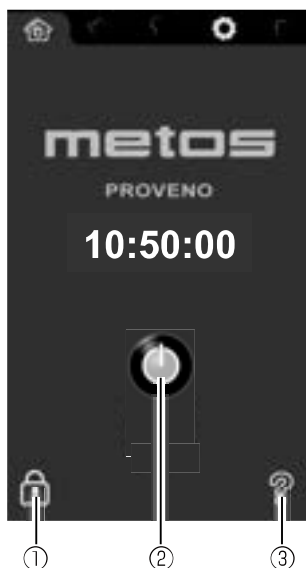 metos
PROVENO
10:50:00
?
① ② ③